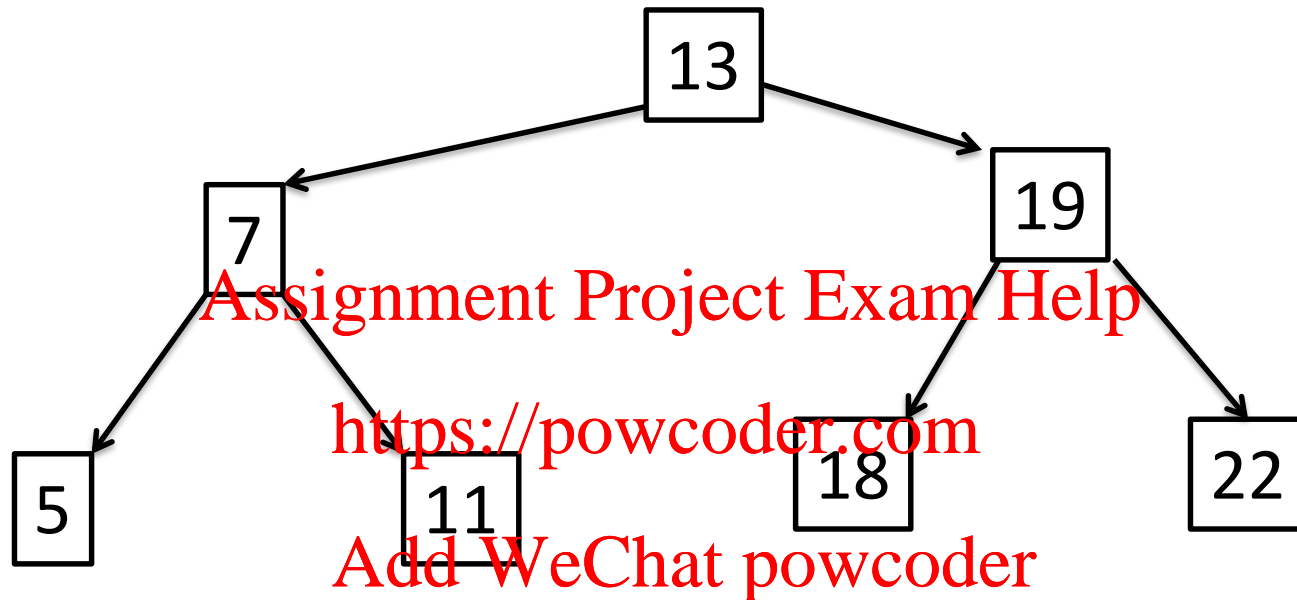 13
19
7
Assignment Project Exam Help
https://powcoder.com
18
22
5
11
Add WeChat powcoder